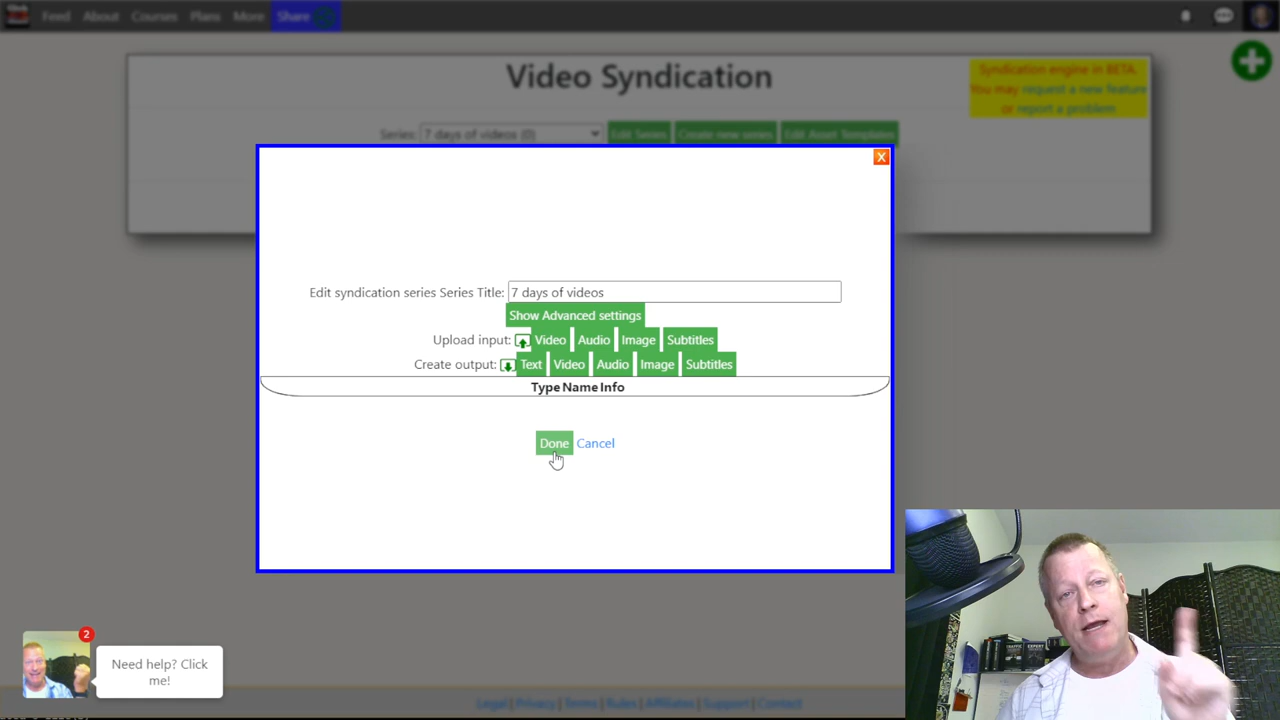 Feed About Courses Plans More Share
Video Syndication
Syndication engine in BETA.
You may request a new feature
or report a problem
Series: 7 days of videos (0) Edit Series Create new series Edit Asset Templates
X
Edit syndication series Series Title: 7 days of videos
Show Advanced settings
Upload input: Video Audio Image Subtitles
Create output: Text Video Audio Image Subtitles
Type Name Info
Done Cancel
2
Need help? Click
me!
TRAFFIC
EXPERT
Legal | Privacy | Terms | Rules | Affiliates | Support | Contact